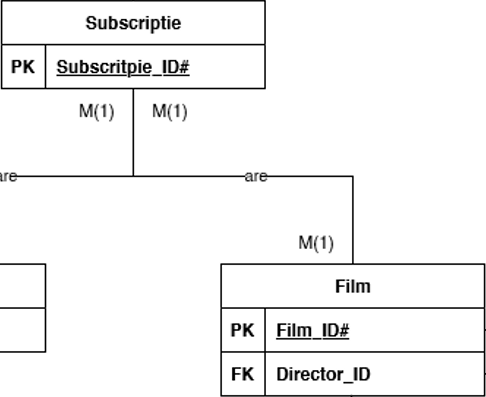 Subscriptie
PK Subscritpie_ID#
M(1) M(1)
are are
M(1)
Film
PK Film_ID#
FK Director_ID